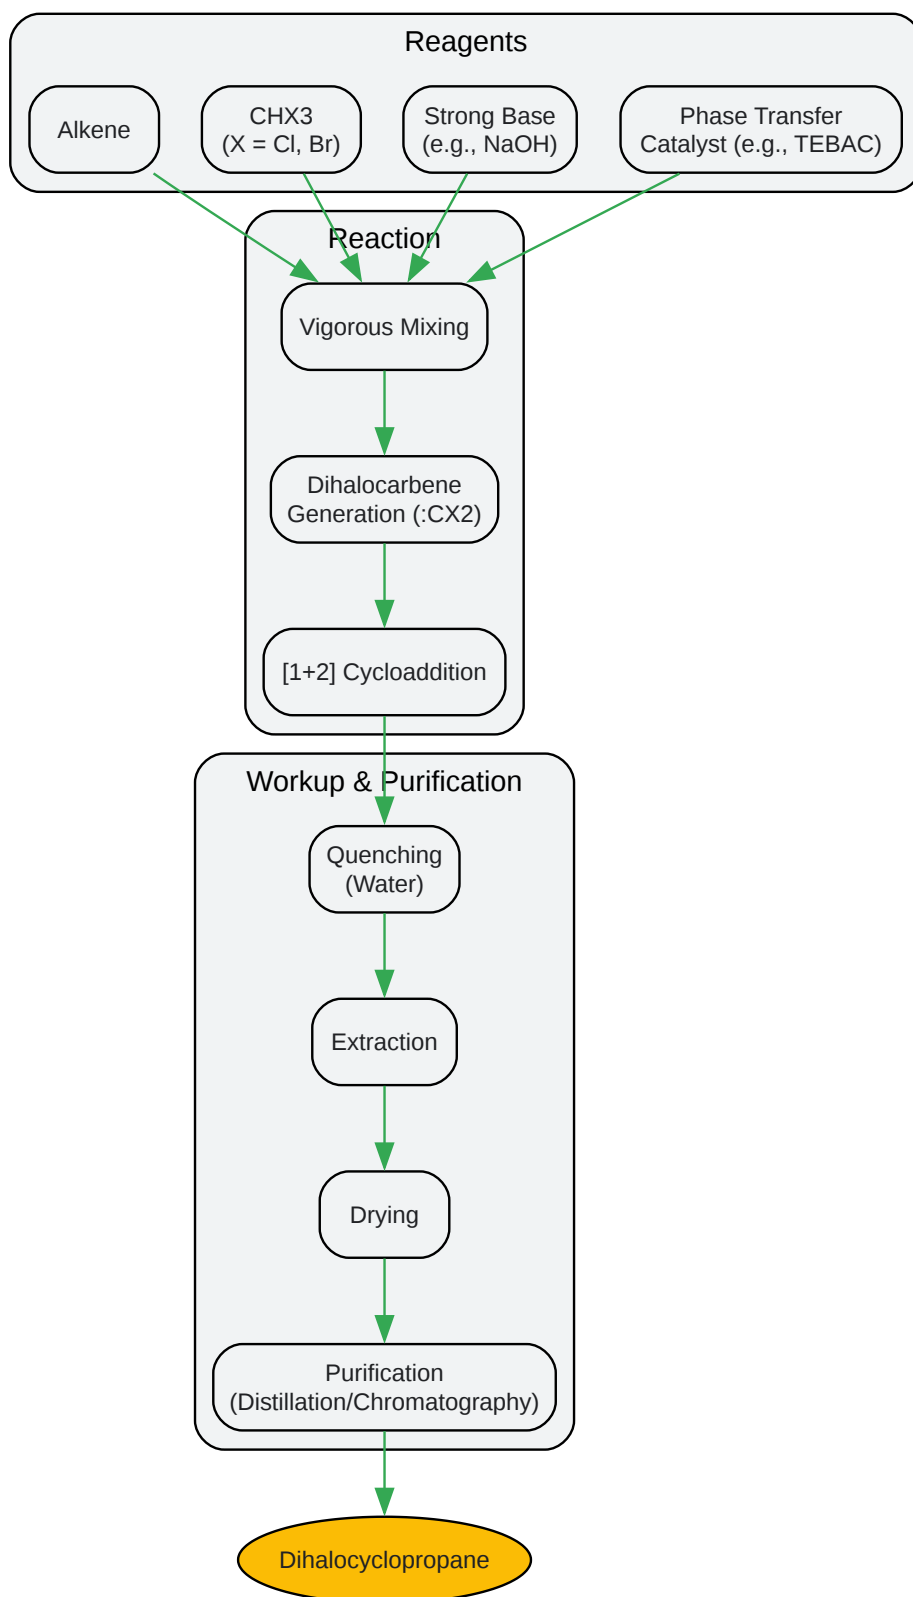 Reagents
Alkene
CHX3
(X = Cl, Br)
Strong Base
(e.g., NaOH)
Phase Transfer
Catalyst (e.g., TEBAC)
Reaction
Vigorous Mixing
Dihalocarbene
Generation (:CX2)
[1+2] Cycloaddition
Workup & Purification
Quenching
(Water)
Extraction
Drying
Purification
(Distillation/Chromatography)
Dihalocyclopropane